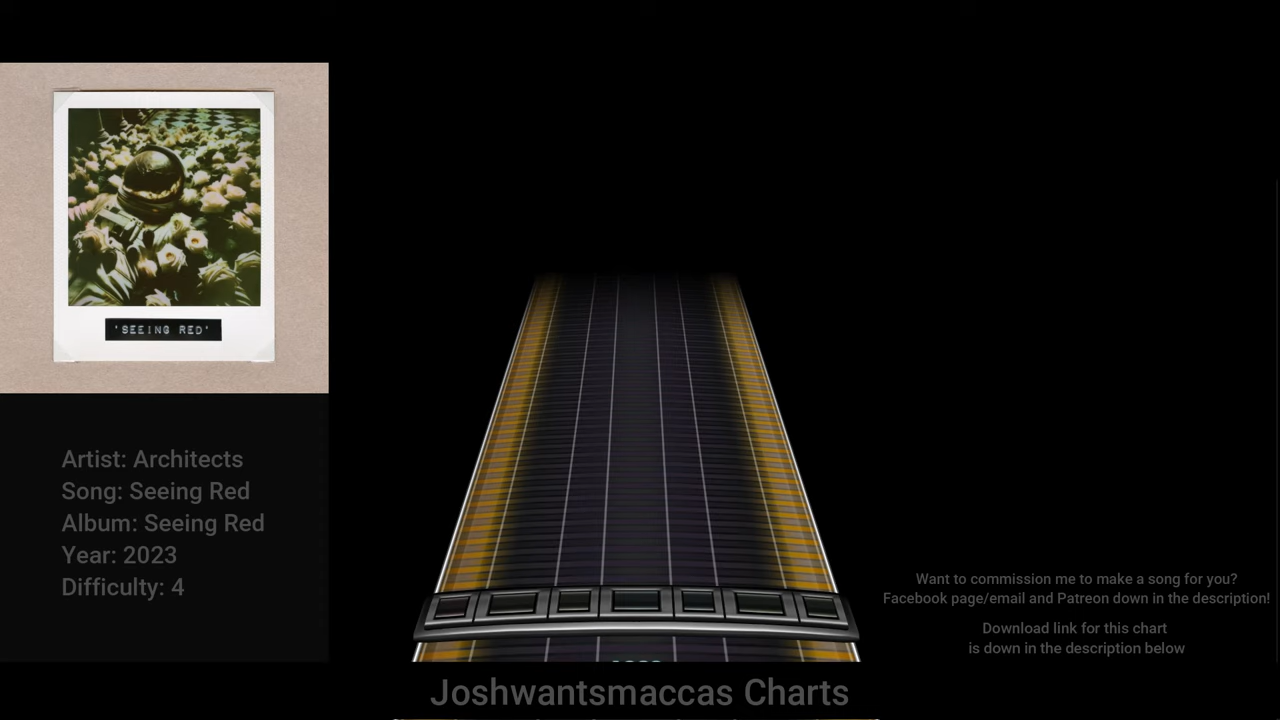 'SEEING RED'
Artist: Architects
Song: Seeing Red
Album: Seeing Red
Year: 2023
Difficulty: 4
Want to commission me to make a song for you?
Facebook page/email and Patreon down in the description!
Download link for this chart
is down in the description below
Joshwantsmaccas Charts